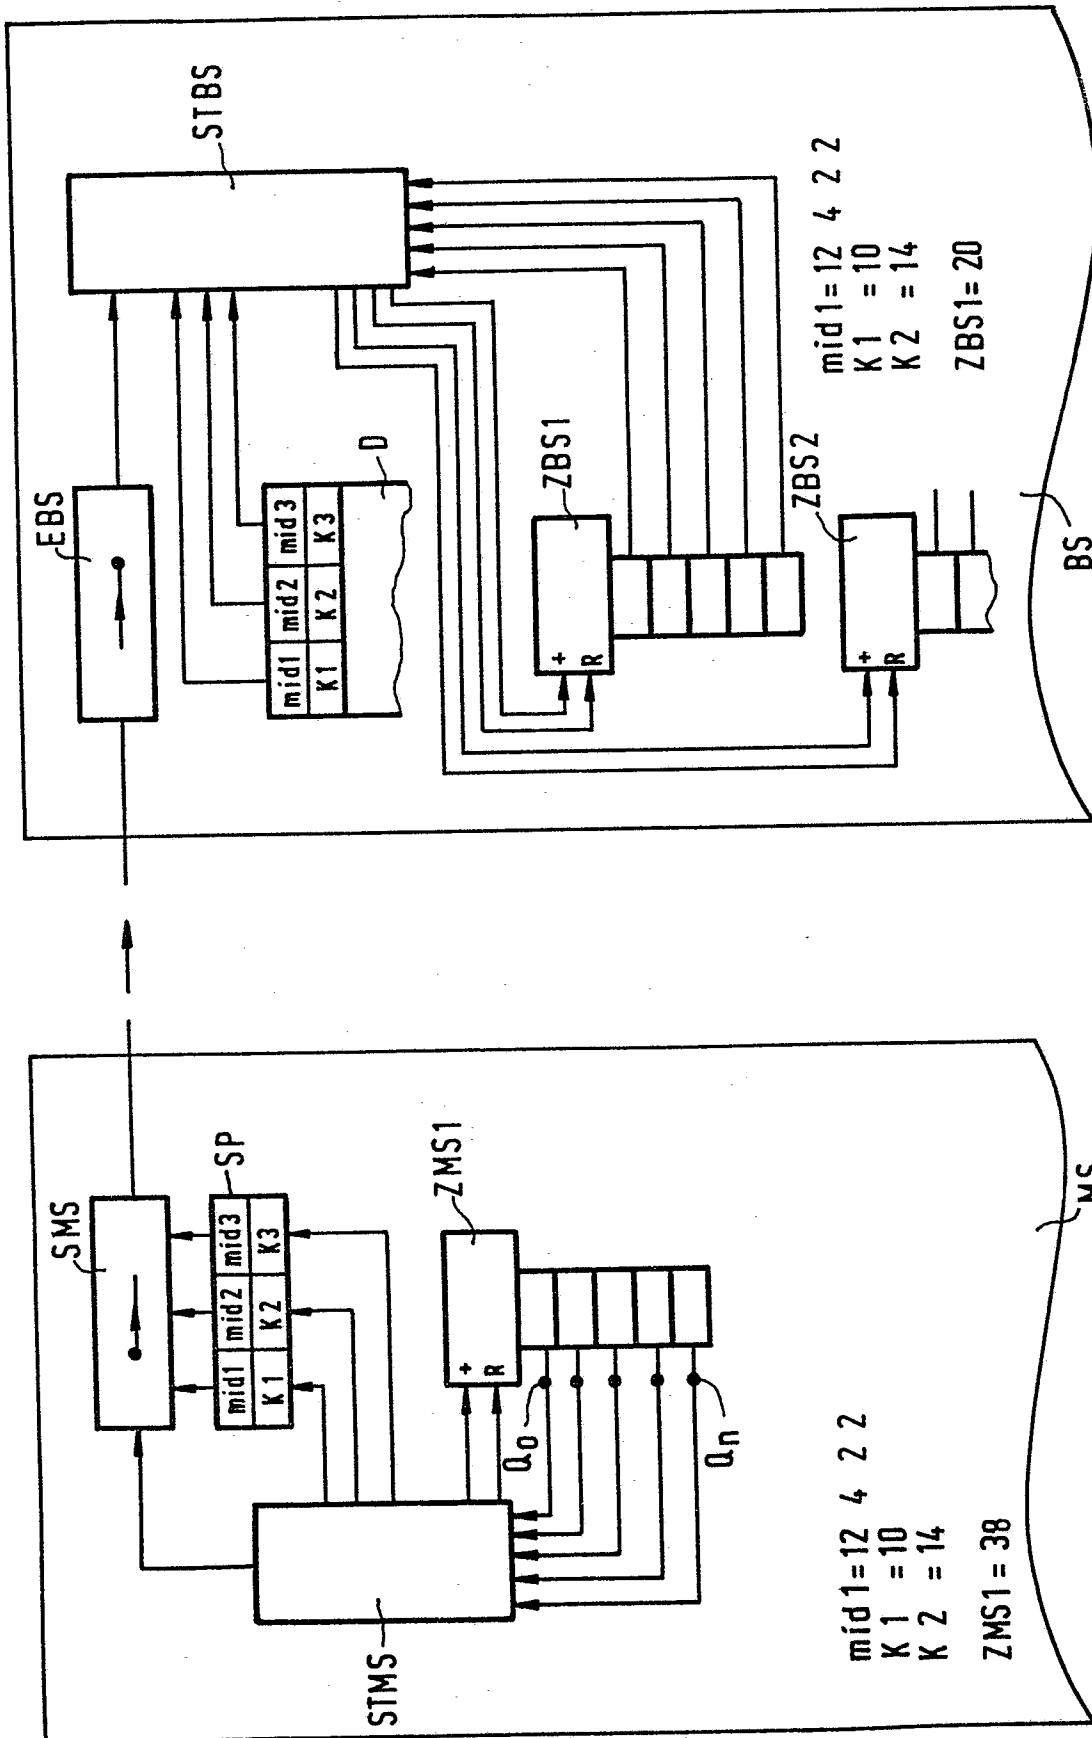 SMS
SP
mid1 mid2 mid3
K1 K2 K3
STMS
ZMS1
+
R
Q0
Qn
mid1=12 4 2 2
K1 =10
K2 =14
ZMS1=38
MS
EBS
STBS
mid1 mid2 mid3
K1 K2 K3
D
ZBS1
+
R
ZBS2
+
R
mid1=12 4 2 2
K1 =10
K2 =14
ZBS1=20
BS